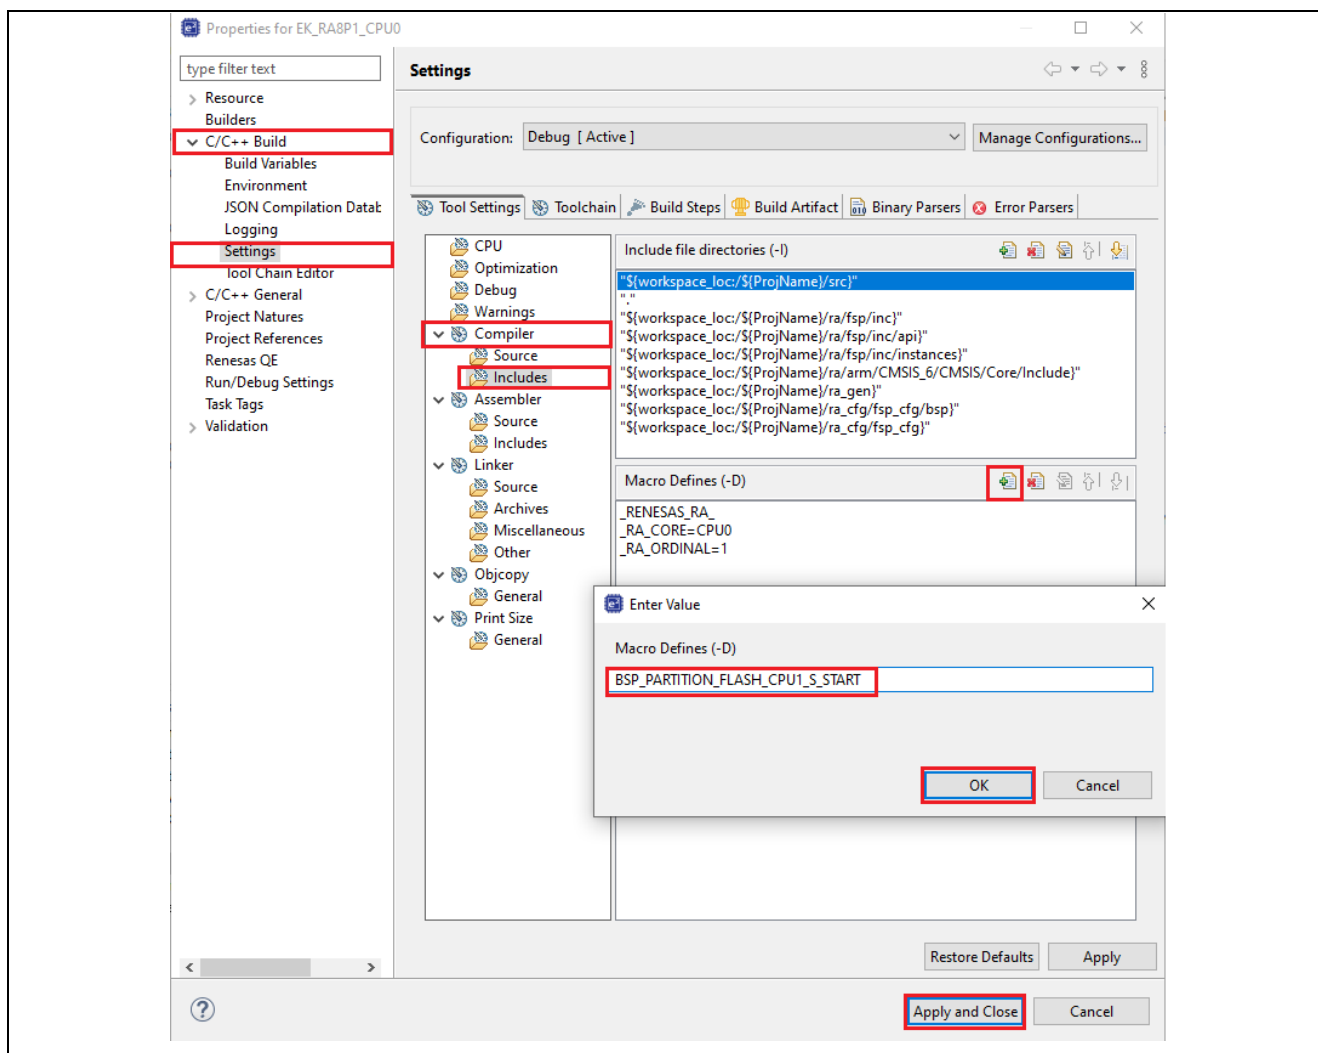 Properties for EK_RA8P1_CPU0
type filter text
Resource
Builders
C/C++ Build
Build Variables
Environment
JSON Compilation Datab
Logging
Settings
Tool Chain Editor
C/C++ General
Project Natures
Project References
Renesas QE
Run/Debug Settings
Task Tags
Validation
Settings
Configuration: Debug [ Active ] Manage Configurations...
Tool Settings Toolchain Build Steps Build Artifact Binary Parsers Error Parsers
CPU
Optimization
Debug
Warnings
Compiler
Source
Includes
Assembler
Source
Includes
Linker
Source
Archives
Miscellaneous
Other
Objcopy
General
Print Size
General
Include file directories (-I)
"${workspace_loc:/${ProjName}/src}"
"."
"${workspace_loc:/${ProjName}/ra/fsp/inc}"
"${workspace_loc:/${ProjName}/ra/fsp/inc/api}"
"${workspace_loc:/${ProjName}/ra/fsp/inc/instances}"
"${workspace_loc:/${ProjName}/ra/arm/CMSIS_6/CMSIS/Core/Include}"
"${workspace_loc:/${ProjName}/ra_gen}"
"${workspace_loc:/${ProjName}/ra_cfg/fsp_cfg/bsp}"
"${workspace_loc:/${ProjName}/ra_cfg/fsp_cfg}"
Macro Defines (-D)
_RENESAS_RA_
_RA_CORE=CPU0
_RA_ORDINAL=1
Enter Value
Macro Defines (-D)
BSP_PARTITION_FLASH_CPU1_S_START
OK Cancel
Restore Defaults Apply
Apply and Close Cancel